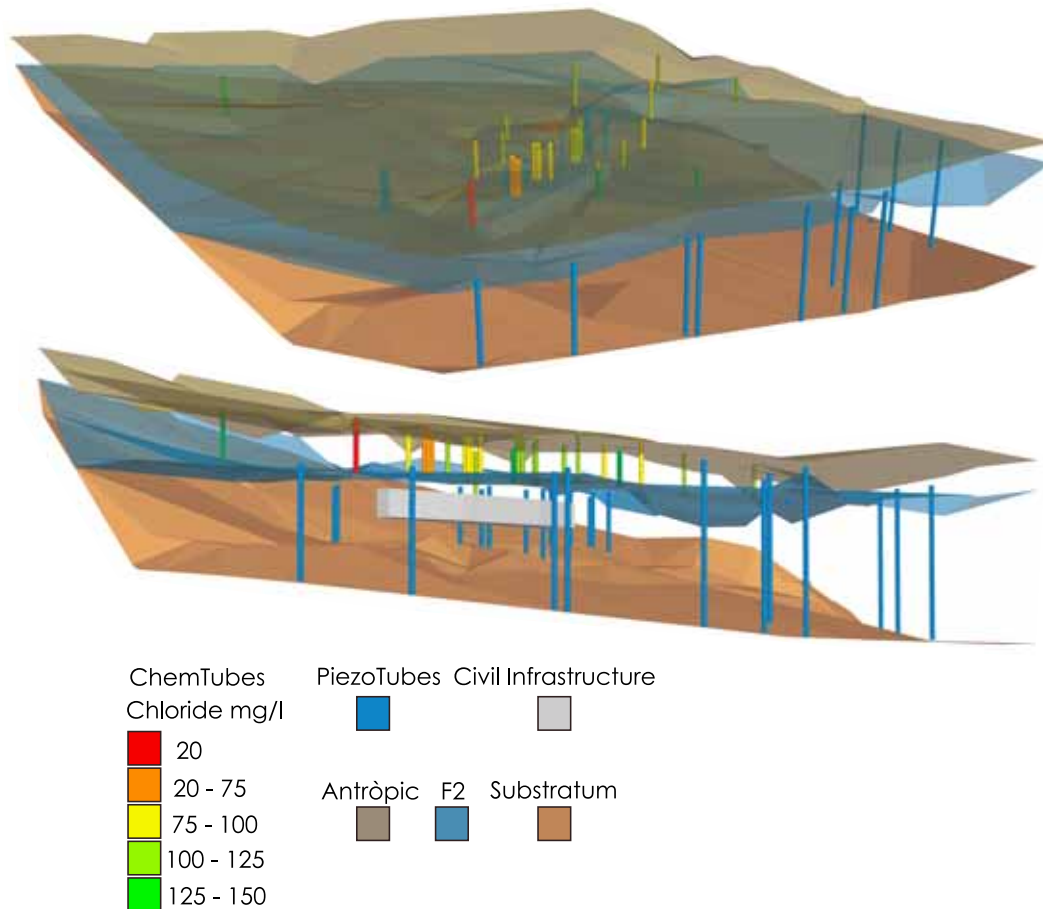 ChemTubes PiezoTubes Civil Infrastructure
Chloride mg/l
20
20 - 75
Antròpic F2 Substratum
75 - 100
100 - 125
125 - 150